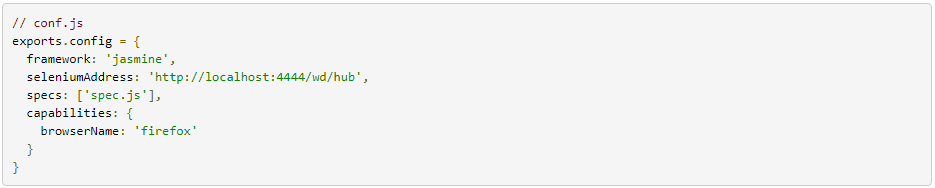 // conf.js
exports.config = {
  framework: 'jasmine',
  seleniumAddress: 'http://localhost:4444/wd/hub',
  specs: ['spec.js'],
  capabilities: {
    browserName: 'firefox'
  }
}